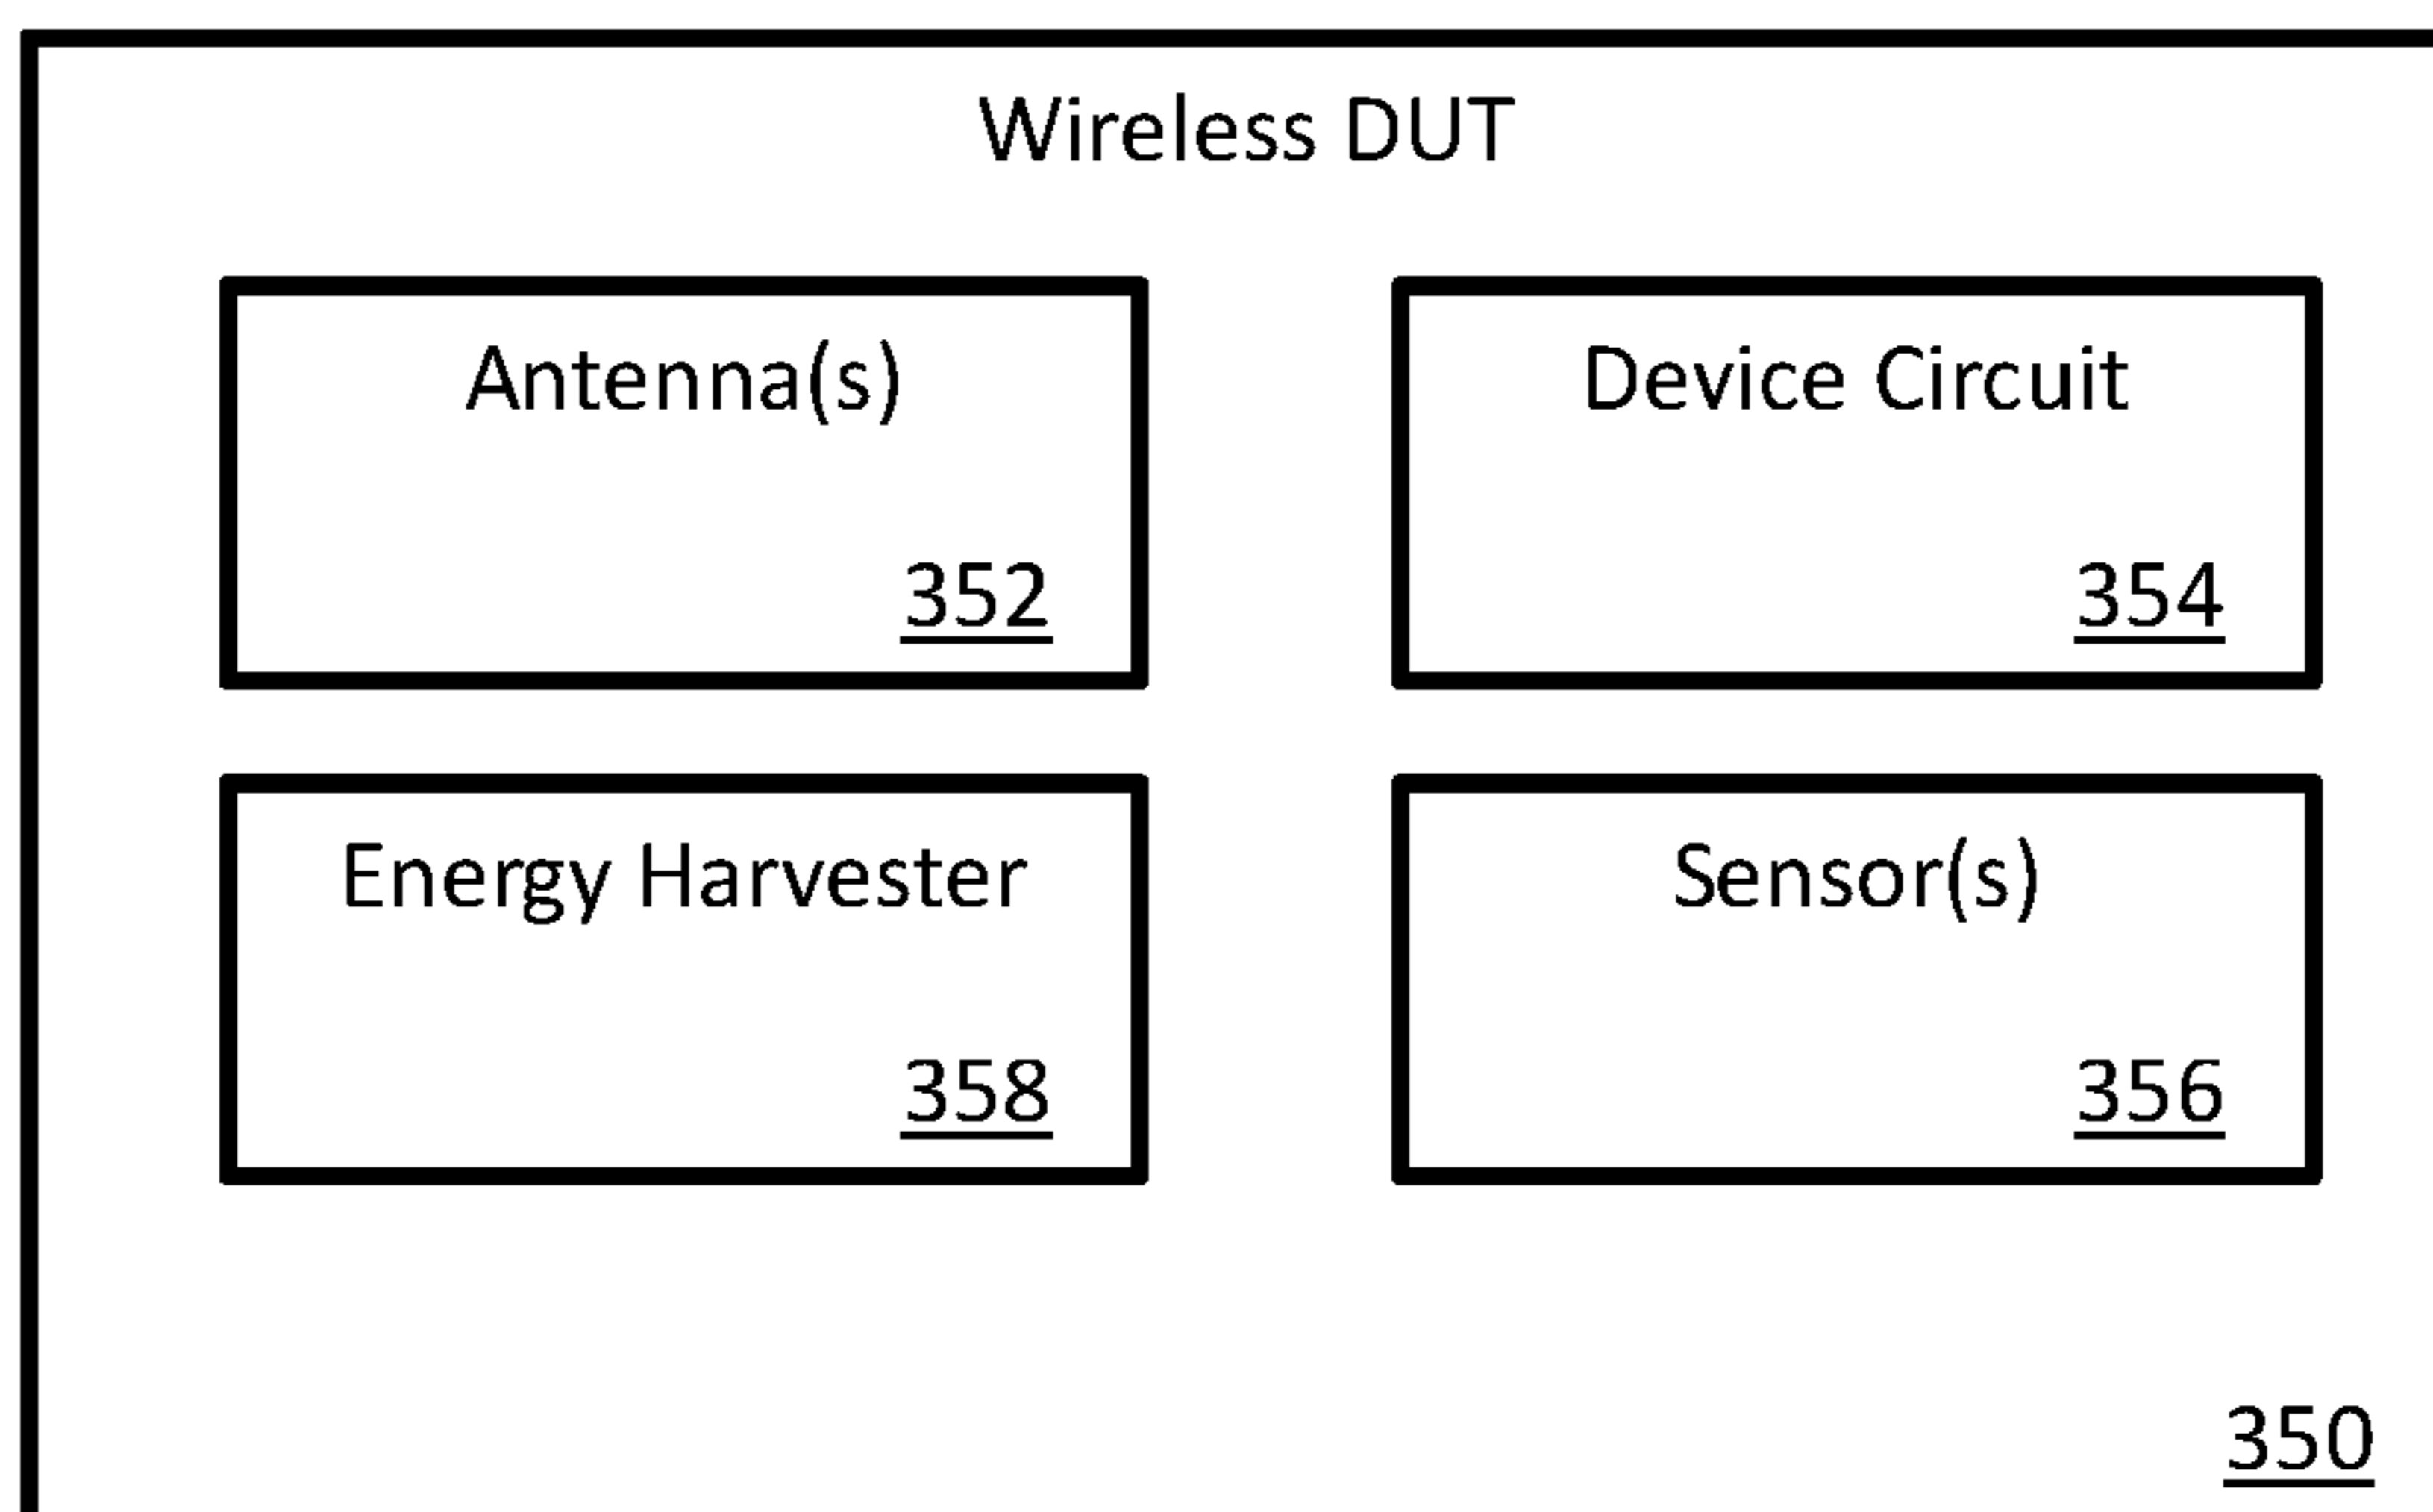 Wireless DUT
Antenna(s)
352
Device Circuit
354
Energy Harvester
358
Sensor(s)
356
350